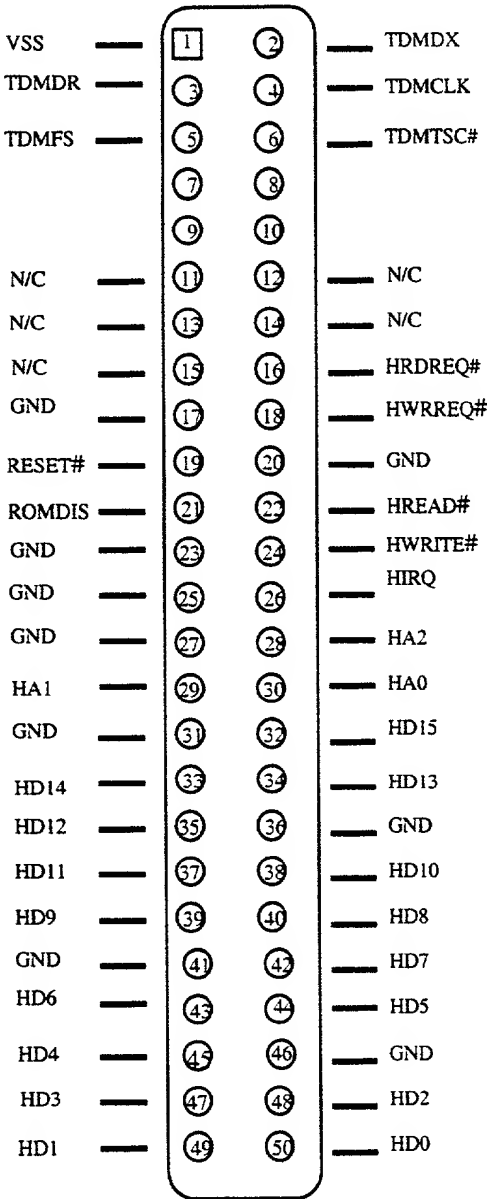 VSS 1 2 TDMDX
TDMDR 3 4 TDMCLK
TDMFS 5 6 TDMTSC#
7 8
9 10
N/C 11 12 N/C
N/C 13 14 N/C
N/C 15 16 HRDREQ#
GND 17 18 HWRREQ#
RESET# 19 20 GND
ROMDIS 21 22 HREAD#
GND 23 24 HWRITE#
GND 25 26 HIRQ
GND 27 28 HA2
HA1 29 30 HA0
GND 31 32 HD15
HD14 33 34 HD13
HD12 35 36 GND
HD11 37 38 HD10
HD9 39 40 HD8
GND 41 42 HD7
HD6 43 44 HD5
HD4 45 46 GND
HD3 47 48 HD2
HD1 49 50 HD0